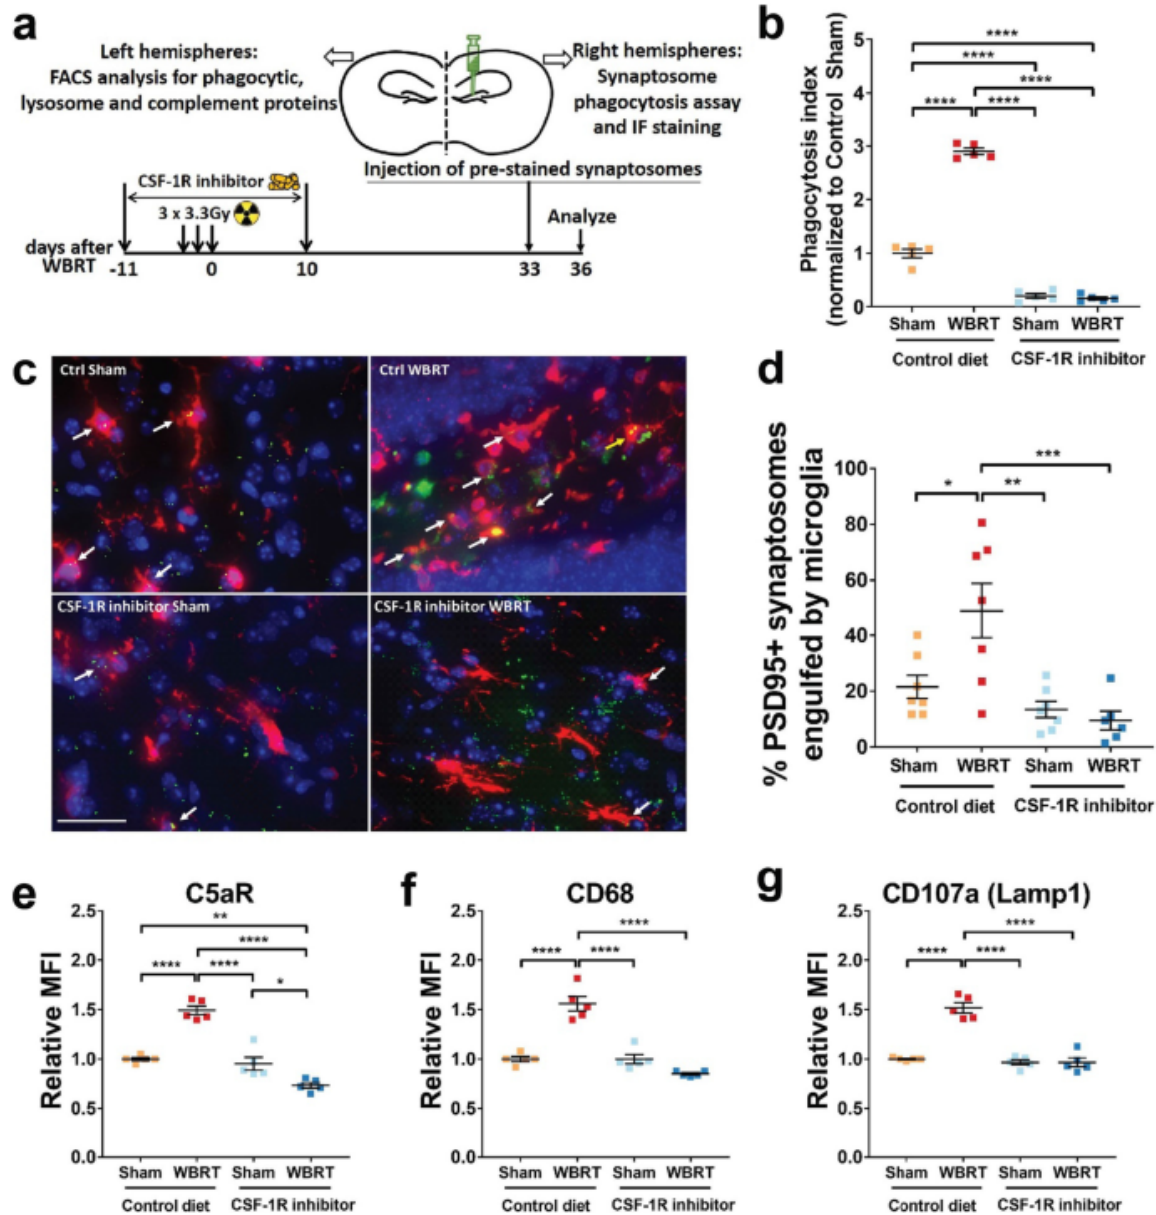 a
Left hemispheres:
FACS analysis for phagocytic,
lysosome and complement proteins
Right hemispheres:
Synaptosome
phagocytosis assay
and IF staining
Injection of pre-stained synaptosomes
CSF-1R inhibitor
3 x 3.3Gy
Analyze
days after
WBRT
-11 0 10 33 36
b
Phagocytosis index
(normalized to Control Sham)
5
4
3
2
1
0
****
****
****
**** ****
Sham WBRT Sham WBRT
Control diet CSF-1R inhibitor
c
Ctrl Sham
Ctrl WBRT
CSF-1R inhibitor Sham
CSF-1R inhibitor WBRT
d
% PSD95+ synaptosomes
engulfed by microglia
100
80
60
40
20
0
***
* **
Sham WBRT Sham WBRT
Control diet CSF-1R inhibitor
e
C5aR
Relative MFI
2.5
2.0
1.5
1.0
0.5
0.0
**
****
**** ****
*
Sham WBRT Sham WBRT
Control diet CSF-1R inhibitor
f
CD68
Relative MFI
2.5
2.0
1.5
1.0
0.5
0.0
****
**** ****
Sham WBRT Sham WBRT
Control diet CSF-1R inhibitor
g
CD107a (Lamp1)
Relative MFI
2.5
2.0
1.5
1.0
0.5
0.0
****
**** ****
Sham WBRT Sham WBRT
Control diet CSF-1R inhibitor